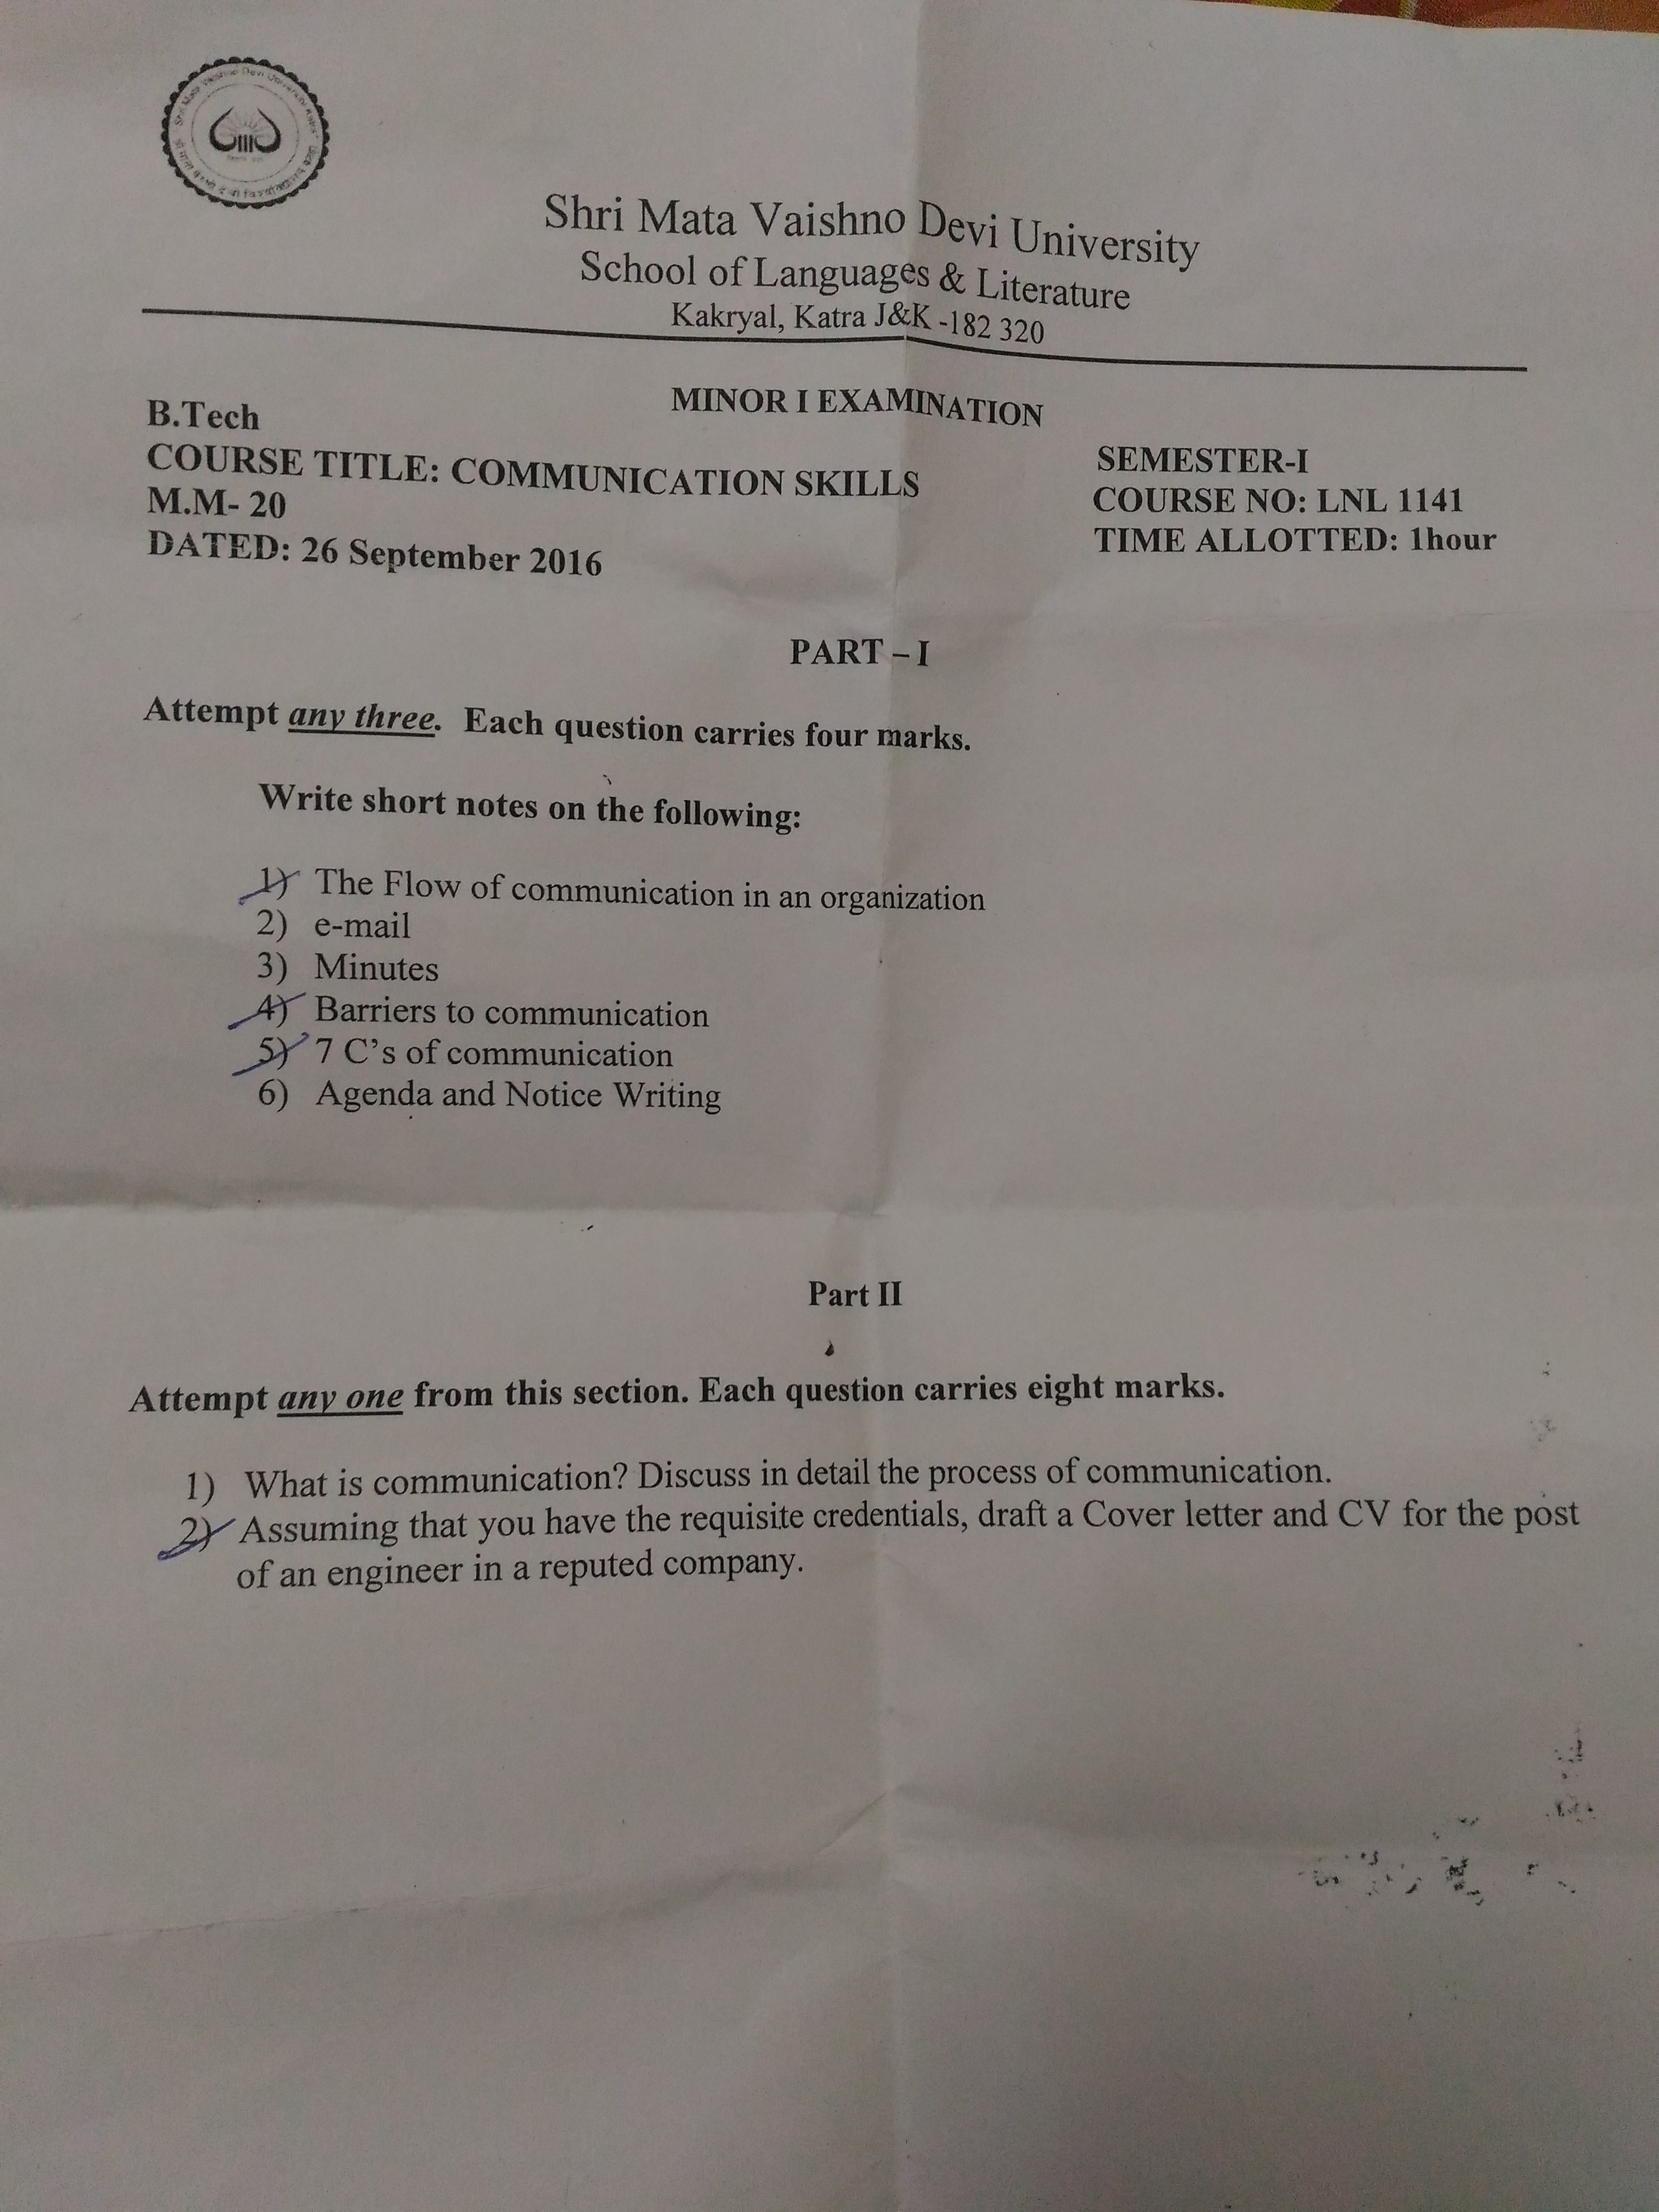 Shri Mata Vaishno Devi University
School of Languages & Literature
Kakryal, Katra J&K -182 320
MINOR I EXAMINATION
B.Tech
SEMESTER-I
COURSE TITLE: COMMUNICATION SKILLS
COURSE NO: LNL 1141
M.M- 20
TIME ALLOTTED: 1hour
DATED: 26 September 2016
PART – I
Attempt any three. Each question carries four marks.
Write short notes on the following:
1) The Flow of communication in an organization
2) e-mail
3) Minutes
4) Barriers to communication
5) 7 C's of communication
6) Agenda and Notice Writing
Part II
Attempt any one from this section. Each question carries eight marks.
1) What is communication? Discuss in detail the process of communication.
2) Assuming that you have the requisite credentials, draft a Cover letter and CV for the post
of an engineer in a reputed company.